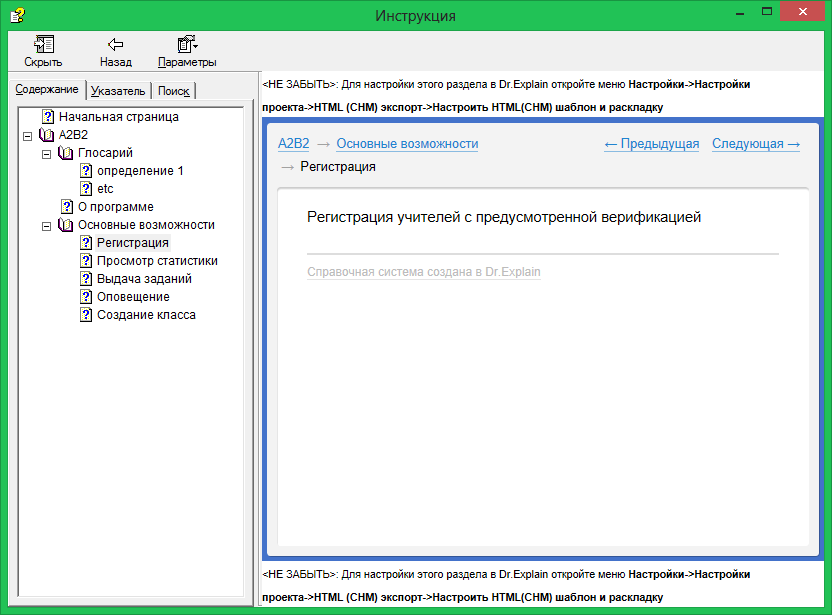 Инструкция
Скрыть
Назад
Параметры
Содержание
Указатель
Поиск
Начальная страница
A2B2
Глосарий
определение 1
etc
О программе
Основные возможности
Регистрация
Просмотр статистики
Выдача заданий
Оповещение
Создание класса
<НЕ ЗАБЫТЬ>: Для настройки этого раздела в Dr.Explain откройте меню Настройки->Настройки
проекта->HTML (CHM) экспорт->Настроить HTML(CHM) шаблон и раскладку
A2B2 → Основные возможности
← Предыдущая Следующая →
→ Регистрация
Регистрация учителей с предусмотренной верификацией
Справочная система создана в Dr.Explain
<НЕ ЗАБЫТЬ>: Для настройки этого раздела в Dr.Explain откройте меню Настройки->Настройки
проекта->HTML (CHM) экспорт->Настроить HTML(CHM) шаблон и раскладку